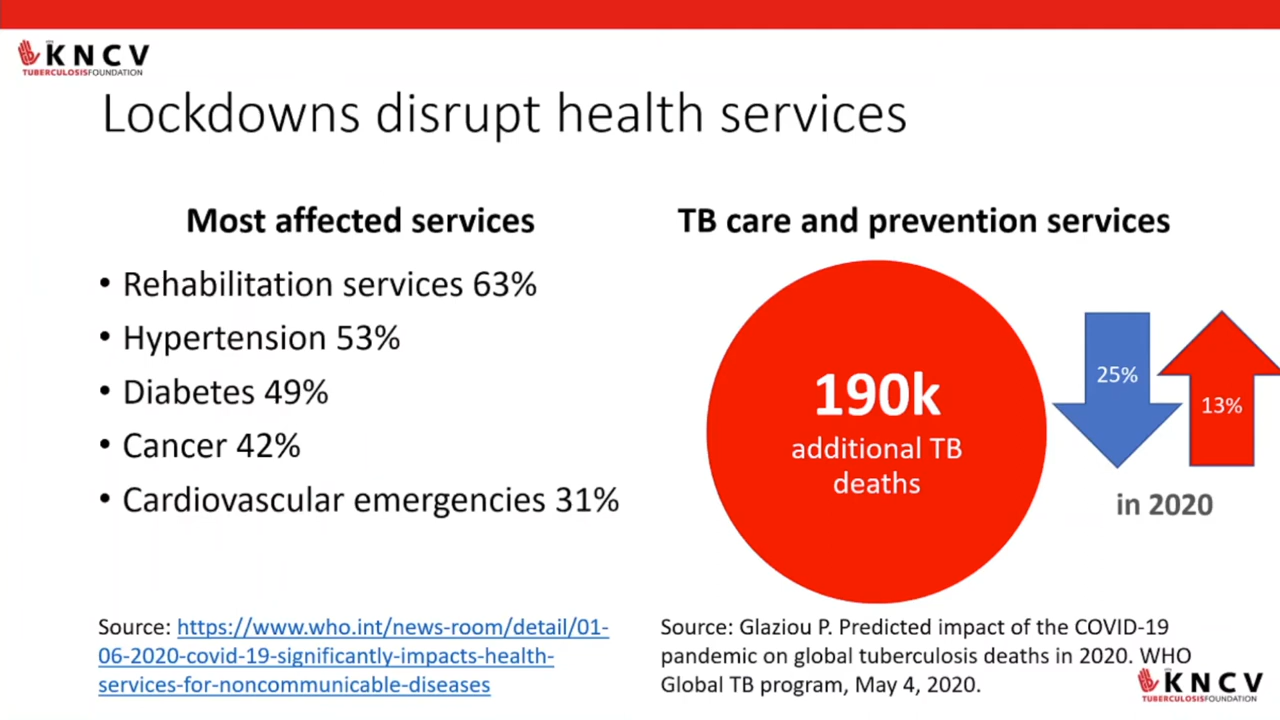 KNCV
TUBERCULOSISFOUNDATION
Lockdowns disrupt health services
Most affected services
• Rehabilitation services 63%
• Hypertension 53%
• Diabetes 49%
• Cancer 42%
• Cardiovascular emergencies 31%
Source: https://www.who.int/news-room/detail/01-
06-2020-covid-19-significantly-impacts-health-
services-for-noncommunicable-diseases
TB care and prevention services
190k
additional TB
deaths
25%
13%
in 2020
Source: Glaziou P. Predicted impact of the COVID-19
pandemic on global tuberculosis deaths in 2020. WHO
Global TB program, May 4, 2020.
KNCV
TUBERCULOSISFOUNDATION